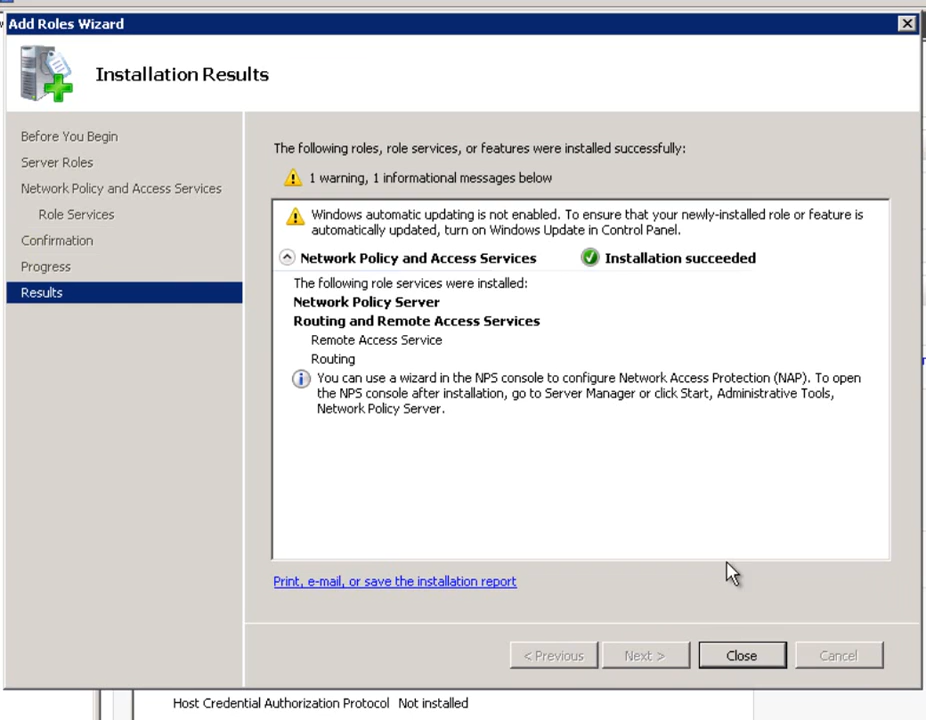 Add Roles Wizard
Installation Results
Before You Begin
Server Roles
Network Policy and Access Services
Role Services
Confirmation
Progress
Results
The following roles, role services, or features were installed successfully:
1 warning, 1 informational messages below
Windows automatic updating is not enabled. To ensure that your newly-installed role or feature is
automatically updated, turn on Windows Update in Control Panel.
Network Policy and Access Services Installation succeeded
The following role services were installed:
Network Policy Server
Routing and Remote Access Services
Remote Access Service
Routing
You can use a wizard in the NPS console to configure Network Access Protection (NAP). To open
the NPS console after installation, go to Server Manager or click Start, Administrative Tools,
Network Policy Server.
Print, e-mail, or save the installation report
< Previous Next > Close Cancel
Host Credential Authorization Protocol Not installed